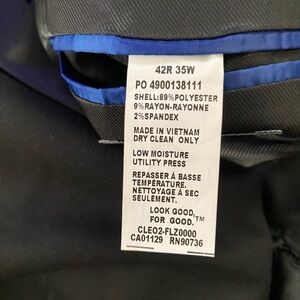 42R 35W
PO 4900138111
SHELL:89%POLYESTER
9%RAYON-RAYONNE
2%SPANDEX
MADE IN VIETNAM
DRY CLEAN ONLY
LOW MOISTURE
UTILITY PRESS
REPASSER À BASSE
TEMPÉRATURE.
NETTOYAGE À SEC
SEULEMENT.
LOOK GOOD,
FOR GOOD.™
CLEO2-FLZ0000
CA01129 RN90736